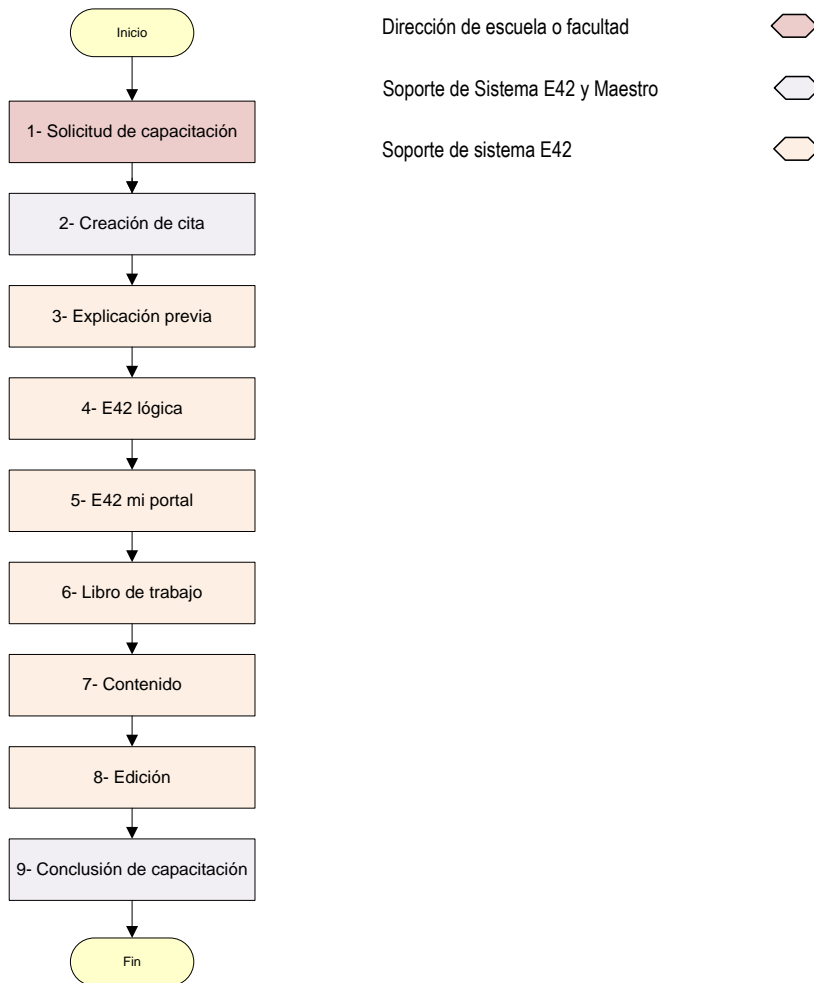 Inicio
1- Solicitud de capacitación
2- Creación de cita
3- Explicación previa
4- E42 lógica
5- E42 mi portal
6- Libro de trabajo
7- Contenido
8- Edición
9- Conclusión de capacitación
Fin
Dirección de escuela o facultad
Soporte de Sistema E42 y Maestro
Soporte de sistema E42